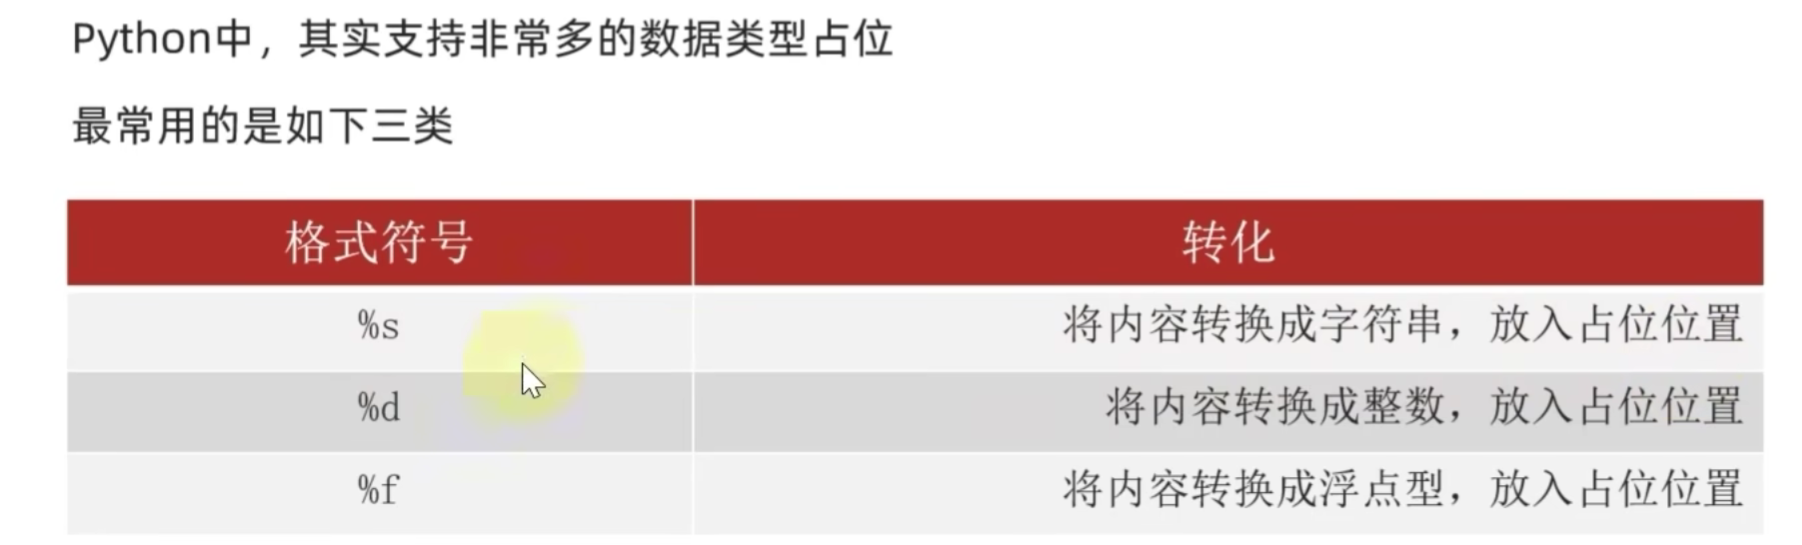 Python中，其实支持非常多的数据类型占位
最常用的是如下三类
格式符号 转化
%s 将内容转换成字符串，放入占位位置
%d 将内容转换成整数，放入占位位置
%f 将内容转换成浮点型，放入占位位置